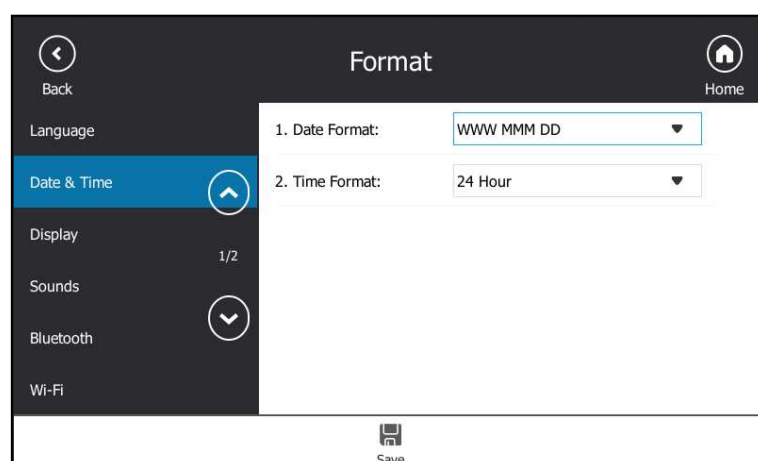 Format
Back
Home
Language
Date & Time
Display
1/2
Sounds
Bluetooth
Wi-Fi
1. Date Format: WWW MMM DD
2. Time Format: 24 Hour
Save